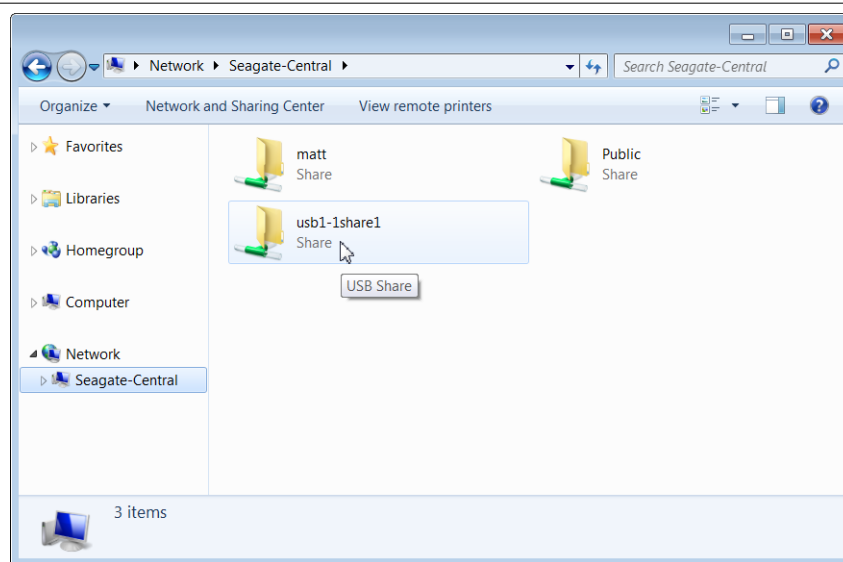 Network Seagate-Central Search Seagate-Central
Organize Network and Sharing Center View remote printers
Favorites
Libraries
Homegroup
Computer
Network
Seagate-Central
matt
Share
Public
Share
usb1-1share1
Share
USB Share
3 items